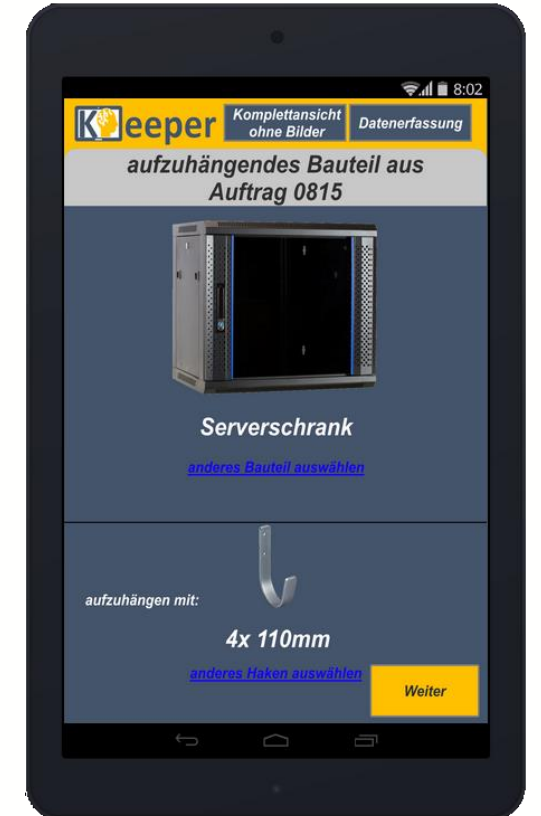 8:02
Keeper
Komplettansicht
ohne Bilder
Datenerfassung
aufzuhängendes Bauteil aus
Auftrag 0815
Serverschrank
anderes Bauteil auswählen
aufzuhängen mit:
4x 110mm
anderes Haken auswählen
Weiter